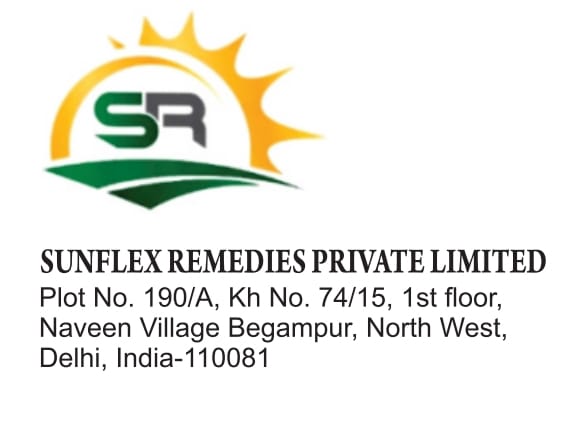 SR
SUNFLEX REMEDIES PRIVATE LIMITED
Plot No. 190/A, Kh No. 74/15, 1st floor,
Naveen Village Begampur, North West,
Delhi, India-110081